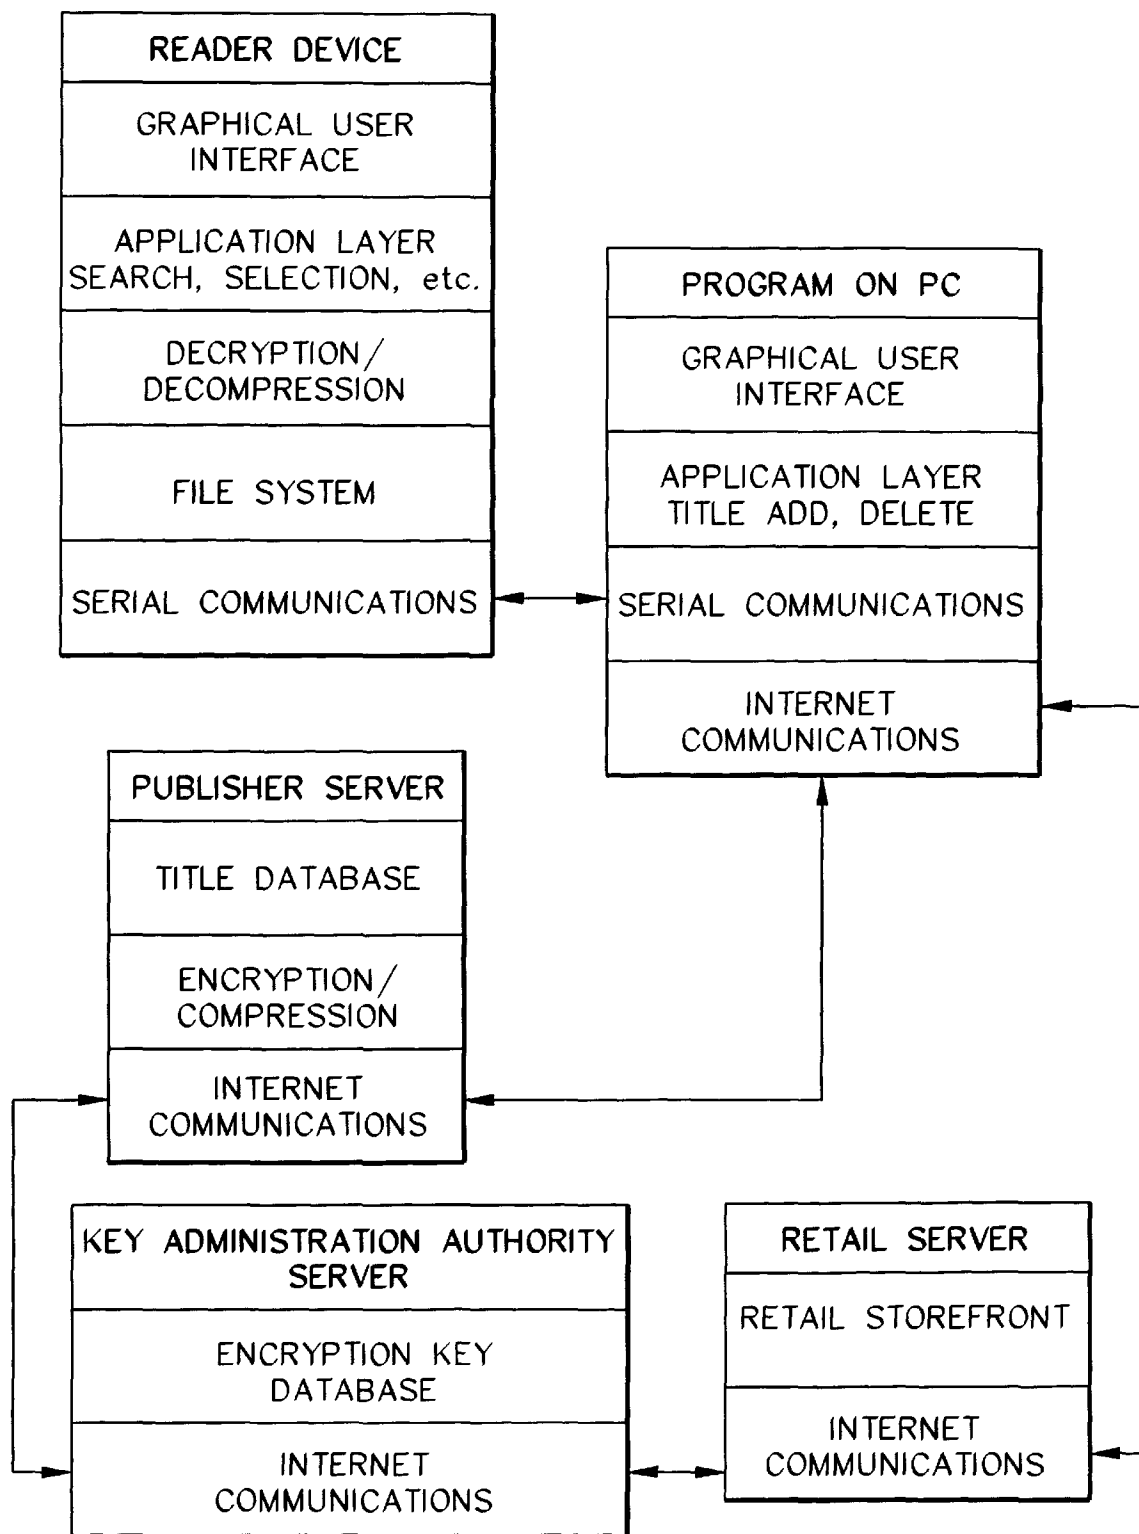 READER DEVICE
GRAPHICAL USER
INTERFACE
APPLICATION LAYER
SEARCH, SELECTION, etc.
DECRYPTION/
DECOMPRESSION
FILE SYSTEM
SERIAL COMMUNICATIONS
PROGRAM ON PC
GRAPHICAL USER
INTERFACE
APPLICATION LAYER
TITLE ADD, DELETE
SERIAL COMMUNICATIONS
INTERNET
COMMUNICATIONS
PUBLISHER SERVER
TITLE DATABASE
ENCRYPTION/
COMPRESSION
INTERNET
COMMUNICATIONS
KEY ADMINISTRATION AUTHORITY
SERVER
ENCRYPTION KEY
DATABASE
INTERNET
COMMUNICATIONS
RETAIL SERVER
RETAIL STOREFRONT
INTERNET
COMMUNICATIONS